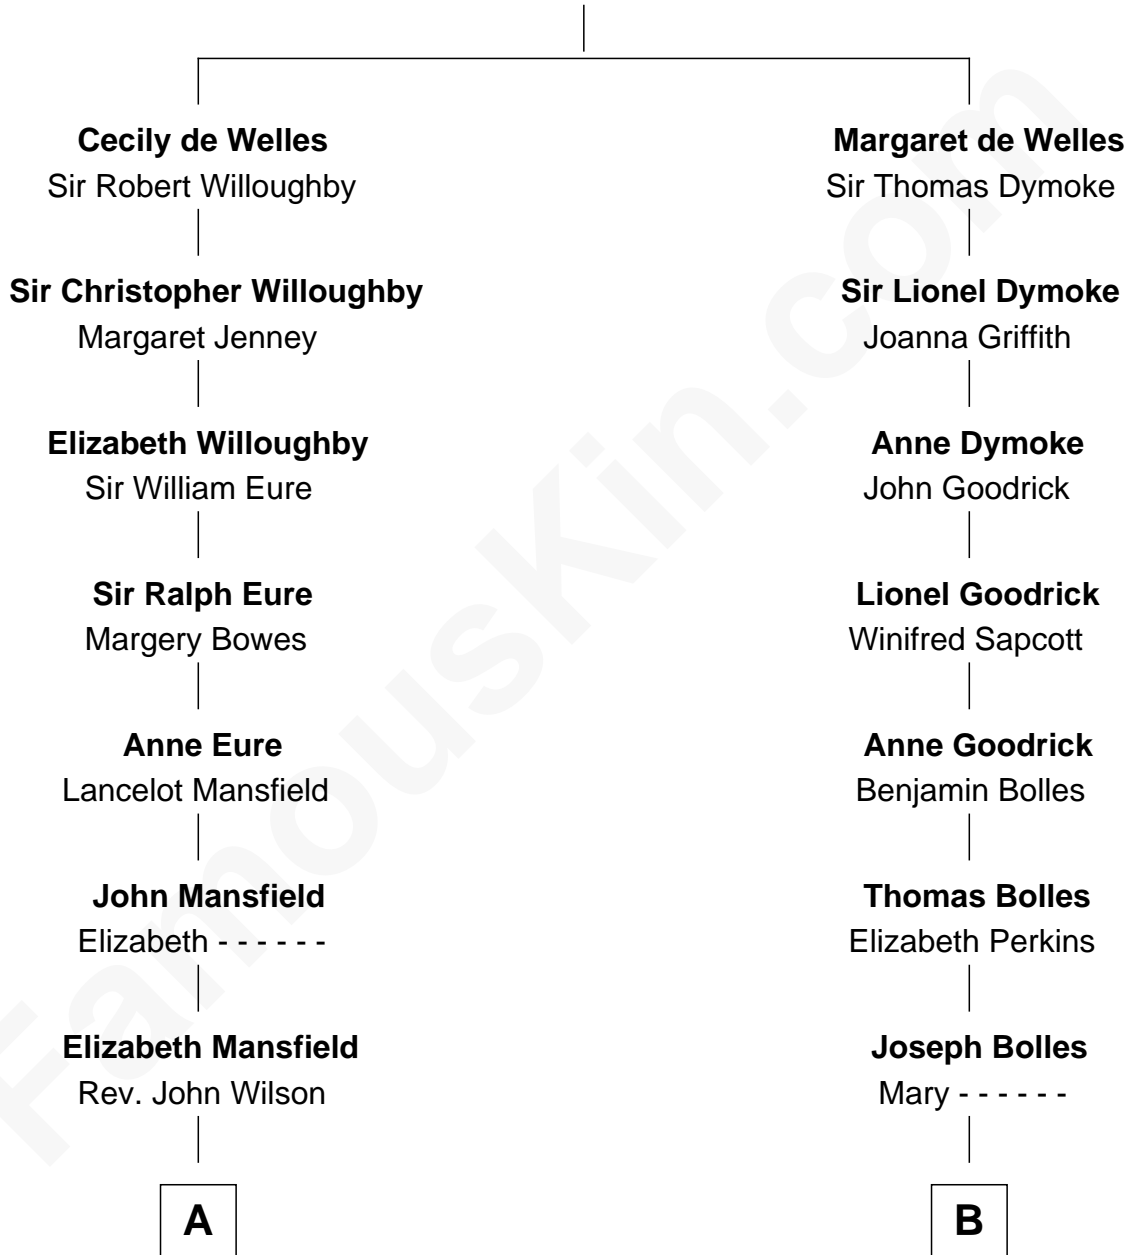 Cecily de Welles
Sir Robert Willoughby
Sir Christopher Willoughby
Margaret Jenney
Elizabeth Willoughby
Sir William Eure
Sir Ralph Eure
Margery Bowes
Anne Eure
Lancelot Mansfield
John Mansfield
Elizabeth - - - - - -
Elizabeth Mansfield
Rev. John Wilson
A
Margaret de Welles
Sir Thomas Dymoke
Sir Lionel Dymoke
Joanna Griffith
Anne Dymoke
John Goodrick
Lionel Goodrick
Winifred Sapcott
Anne Goodrick
Benjamin Bolles
Thomas Bolles
Elizabeth Perkins
Joseph Bolles
Mary - - - - - -
B
FamousKin.com